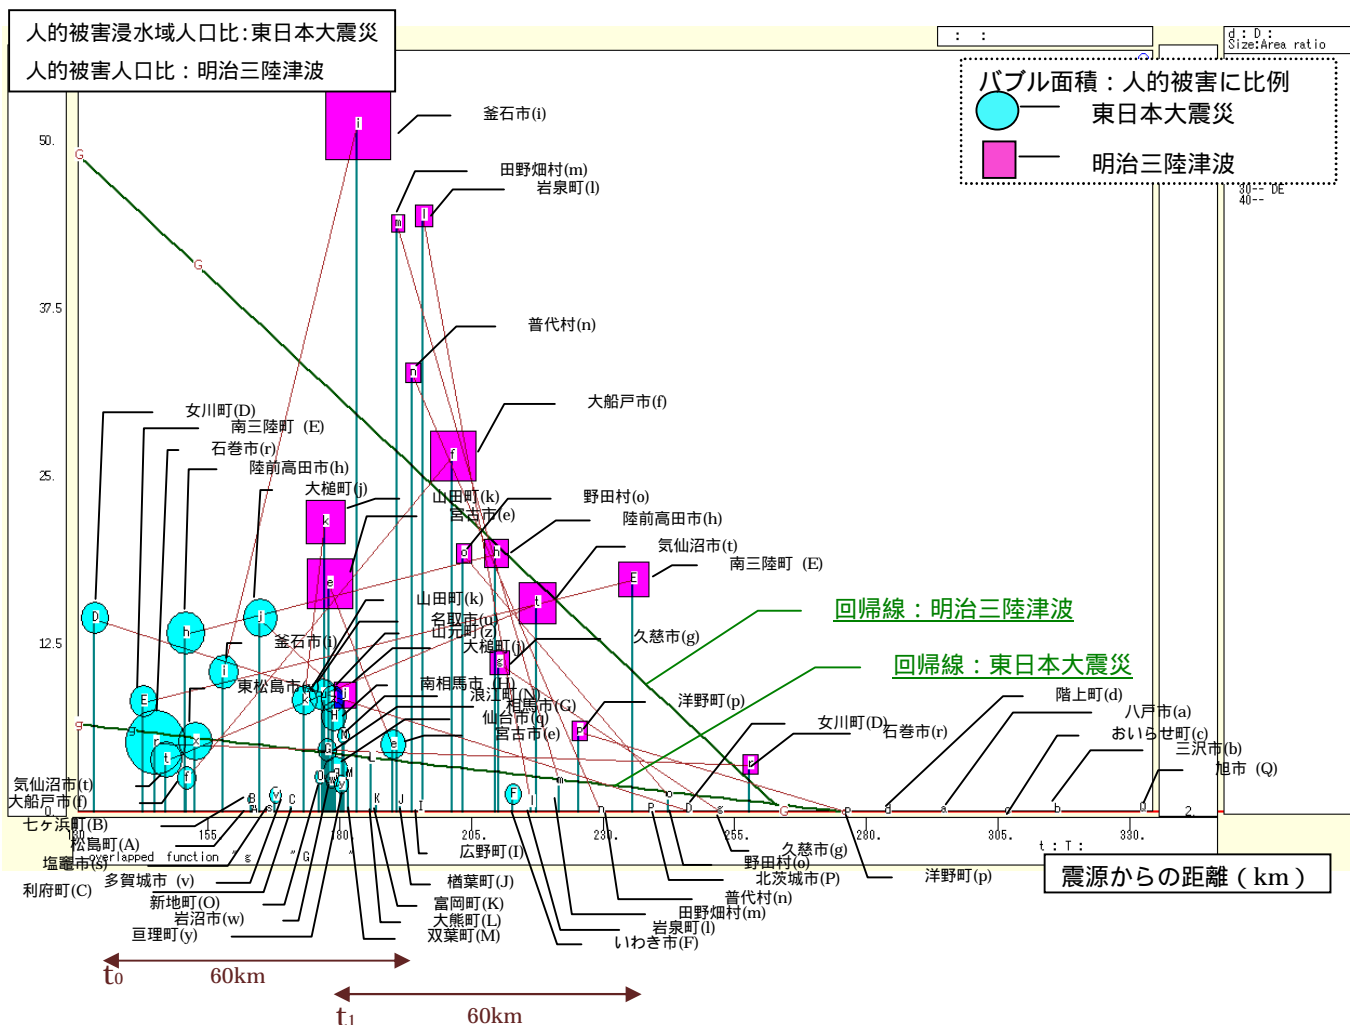 人的被害浸水域人口比:東日本大震災
人的被害人口比：明治三陸津波
: :
d : D :
Size:Area ratio
30-- DE
40--
バブル面積：人的被害に比例
東日本大震災
明治三陸津波
50.
37.5
25.
12.5
0.
釜石市(i)
田野畑村(m)
岩泉町(l)
普代村(n)
大船戸市(f)
女川町(D)
南三陸町 (E)
石巻市(r)
陸前高田市(h)
大槌町(j)
山田町(k)
宮古市(e)
野田村(o)
陸前高田市(h)
気仙沼市(t)
南三陸町 (E)
山田町(k)
名取市(u)
山元町(z)
大槌町(j)
釜石市(i)
久慈市(g)
回帰線：明治三陸津波
回帰線：東日本大震災
東松島市
南相馬市 (H)
浪江町(N)
相馬市(G)
仙台市(q)
宮古市(e)
洋野町(p)
女川町(D)
石巻市(r)
階上町(d)
八戸市(a)
おいらせ町(c)
三沢市(b)
旭市 (Q)
気仙沼市(t)
大船戸市(f)
七ヶ浜町(B)
松島町(A)
塩竈市(s)
利府町(C)
多賀城市 (v)
新地町(O)
岩沼市(w)
亘理町(y)
広野町(I)
楢葉町(J)
富岡町(K)
大熊町(L)
双葉町(M)
久慈市(g)
野田村(o)
北茨城市(P)
普代村(n)
田野畑村(m)
岩泉町(l)
いわき市(F)
洋野町(p)
155
180
205.
230.
255.
280.
305.
330.
2.
overlapped function "g "G "
t : T :
震源からの距離（km）
t0
60km
t1
60km